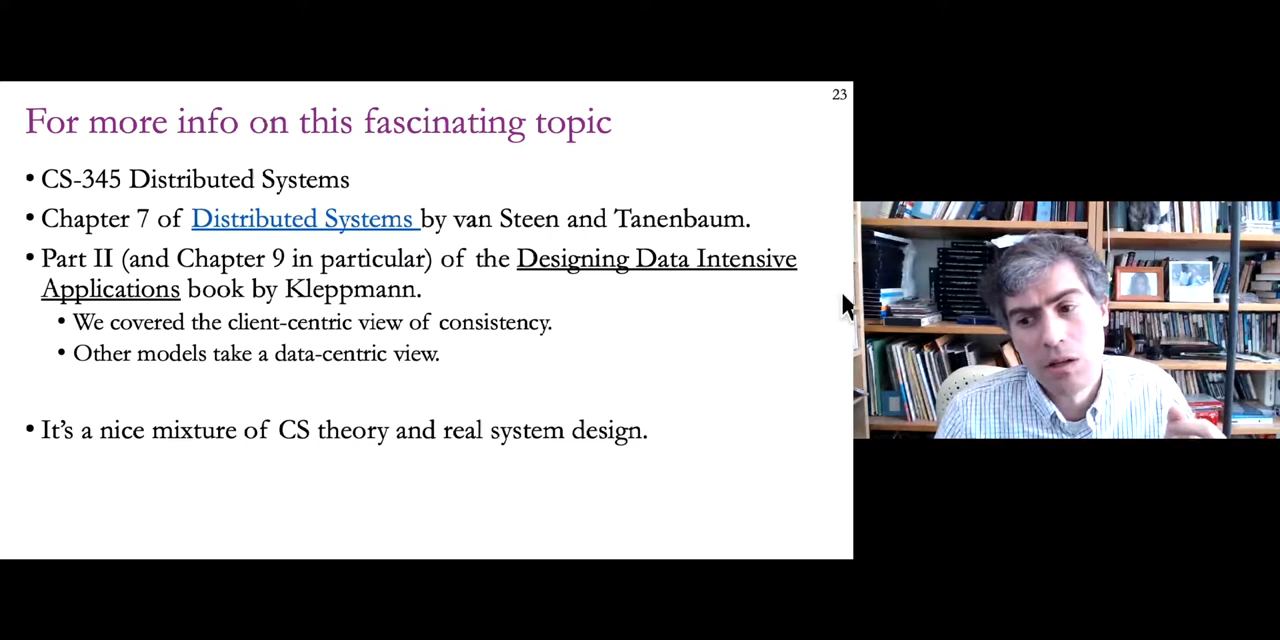 23
For more info on this fascinating topic
• CS-345 Distributed Systems
• Chapter 7 of Distributed Systems by van Steen and Tanenbaum.
• Part II (and Chapter 9 in particular) of the Designing Data Intensive
Applications book by Kleppmann.
• We covered the client-centric view of consistency.
• Other models take a data-centric view.
• It's a nice mixture of CS theory and real system design.